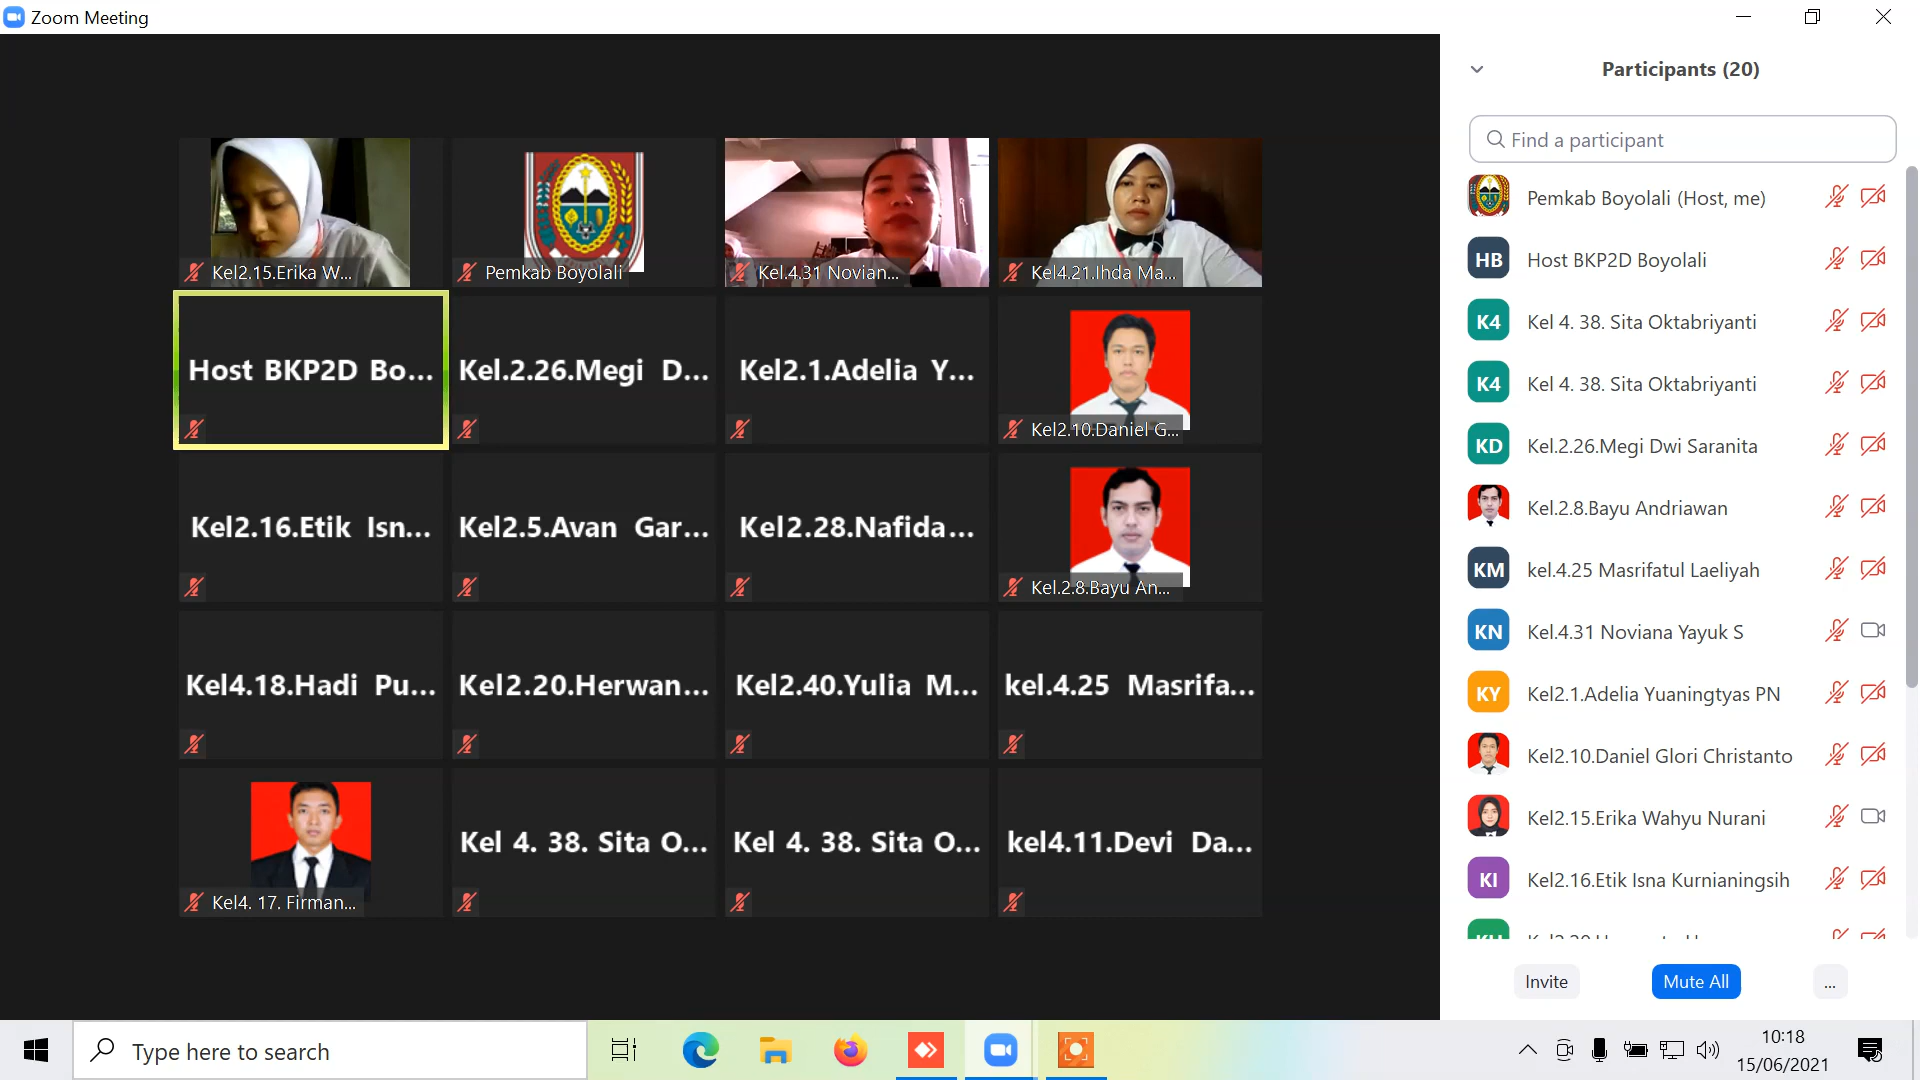 Zoom Meeting
Kel2.15.Erika W...
Pemkab Boyolali
Kel.4.31 Novian...
Kel4.21.Ihda Ma...
Host BKP2D Bo...
Kel.2.26.Megi D...
Kel2.1.Adelia Y...
Kel2.10.Daniel G...
Kel2.16.Etik Isn...
Kel2.5.Avan Gar...
Kel2.28.Nafida...
Kel.2.8.Bayu An...
Kel4.18.Hadi Pu...
Kel2.20.Herwan...
Kel2.40.Yulia M...
kel.4.25 Masrifa...
Kel4. 17. Firman...
Kel 4. 38. Sita O...
Kel 4. 38. Sita O...
kel4.11.Devi Da...
Participants (20)
Find a participant
Pemkab Boyolali (Host, me)
HB Host BKP2D Boyolali
K4 Kel 4. 38. Sita Oktabriyanti
K4 Kel 4. 38. Sita Oktabriyanti
KD Kel.2.26.Megi Dwi Saranita
Kel.2.8.Bayu Andriawan
KM kel.4.25 Masrifatul Laeliyah
KN Kel.4.31 Noviana Yayuk S
KY Kel2.1.Adelia Yuaningtyas PN
Kel2.10.Daniel Glori Christanto
Kel2.15.Erika Wahyu Nurani
KI Kel2.16.Etik Isna Kurnianingsih
Invite
Mute All
...
Type here to search
10:18
15/06/2021